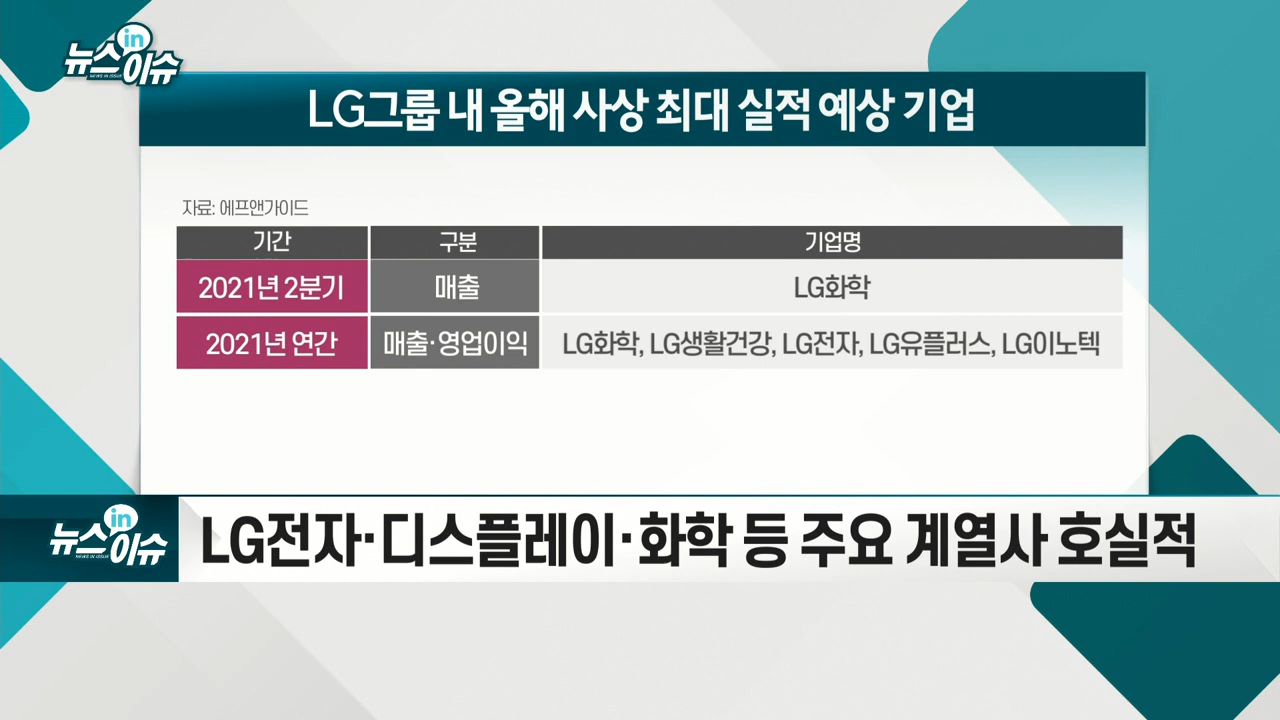 뉴스in이슈
NEWS IN ISSUE
LG그룹 내 올해 사상 최대 실적 예상 기업
자료: 에프앤가이드
기간 구분 기업명
2021년 2분기 매출 LG화학
2021년 연간 매출·영업이익 LG화학, LG생활건강, LG전자, LG유플러스, LG이노텍
뉴스in이슈
NEWS IN ISSUE
LG전자·디스플레이·화학 등 주요 계열사 호실적